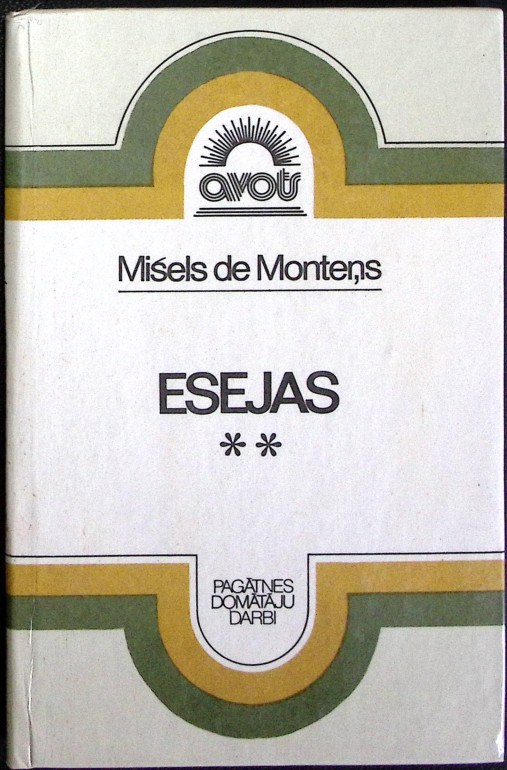 avots
Mišels de Monteņs
ESEJAS
**
PAGĀTNES
DOMĀTĀJU
DARBI